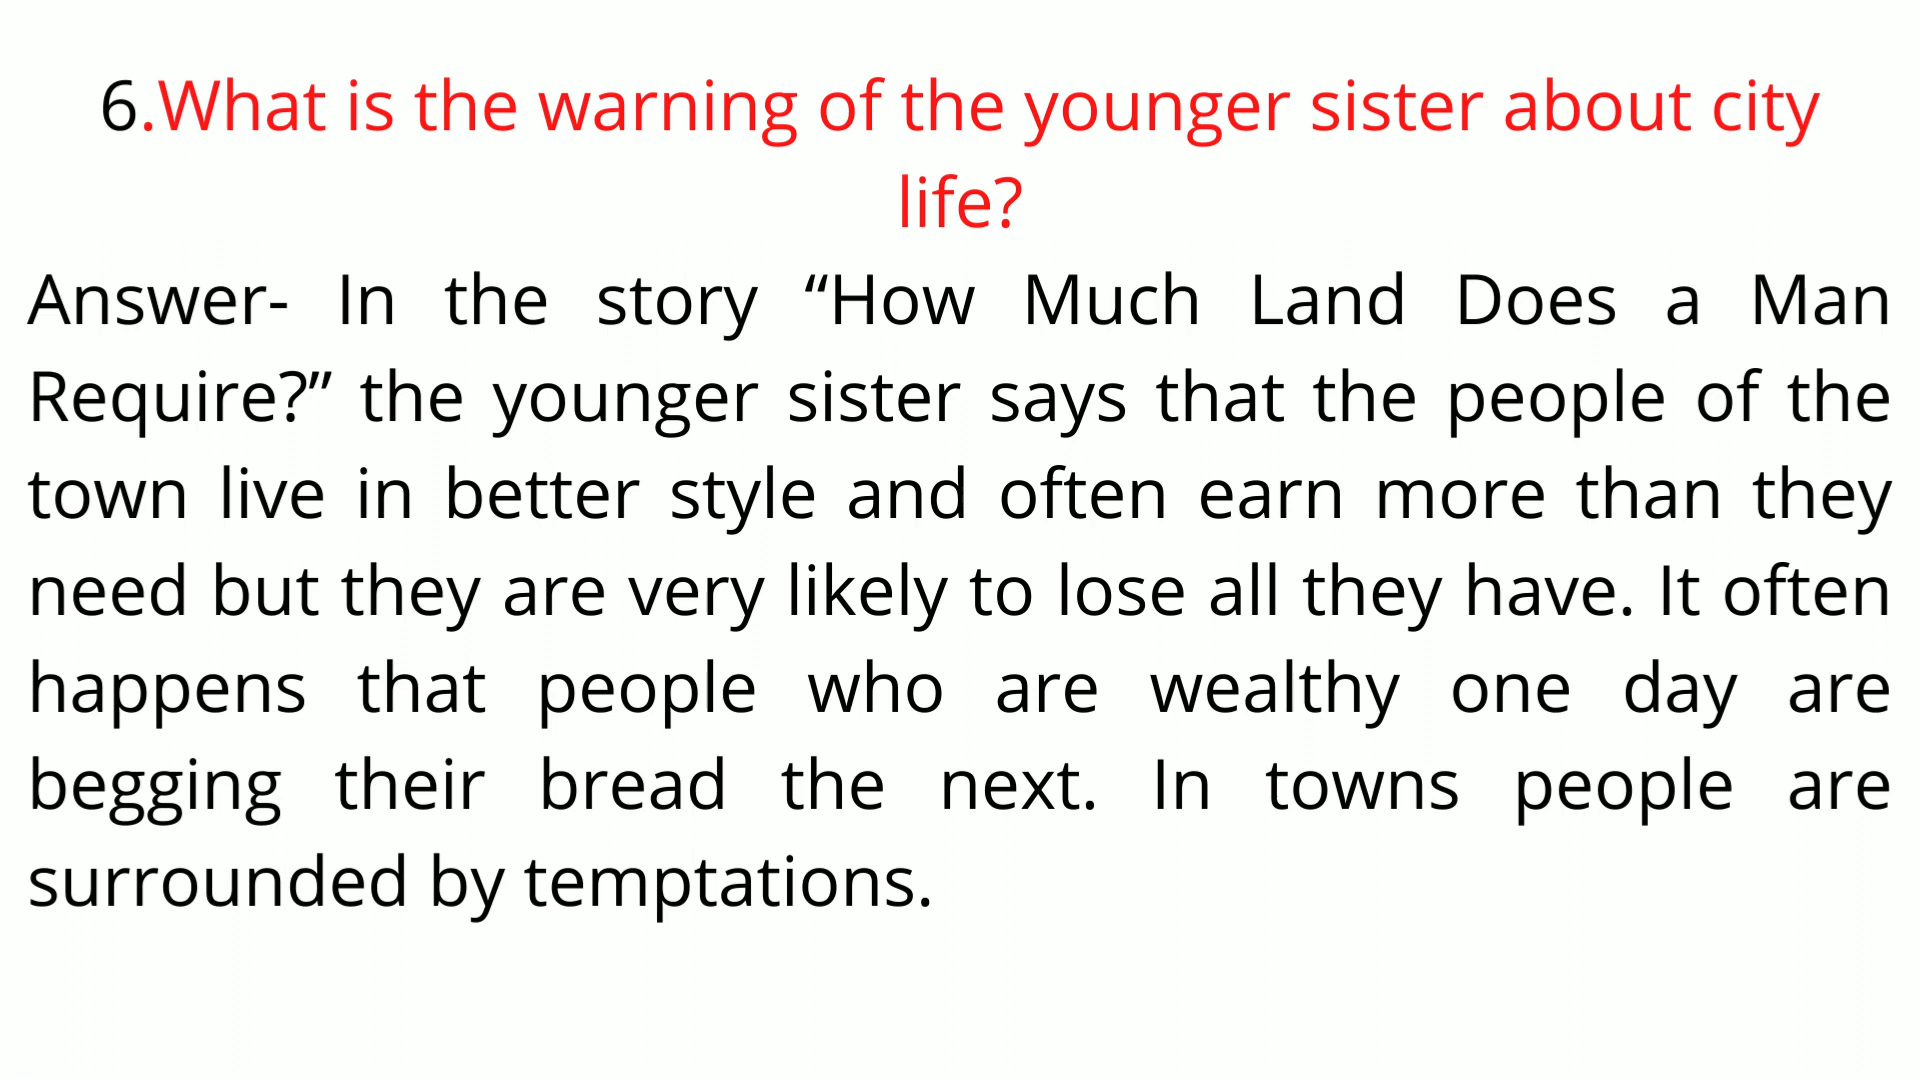 6.What is the warning of the younger sister about city
life?
Answer- In the story “How Much Land Does a Man
Require?” the younger sister says that the people of the
town live in better style and often earn more than they
need but they are very likely to lose all they have. It often
happens that people who are wealthy one day are
begging their bread the next. In towns people are
surrounded by temptations.